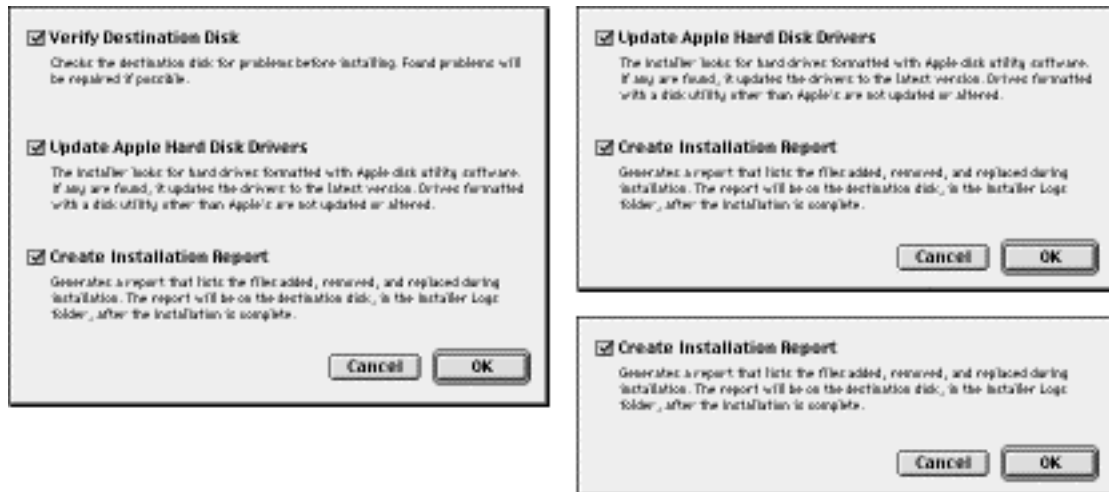 Verify Destination Disk
Checks the destination disk for problems before installing. Found problems will
be repaired if possible.
Update Apple Hard Disk Drivers
The installer looks for hard drives formatted with Apple disk utility software.
If any are found, it updates the drivers to the latest version. Drives formatted
with a disk utility other than Apple's are not updated or altered.
Create Installation Report
Generates a report that lists the files added, removed, and replaced during
installation. The report will be on the destination disk, in the Installer Logs
folder, after the installation is complete.
Cancel OK
Update Apple Hard Disk Drivers
The installer looks for hard drives formatted with Apple disk utility software.
If any are found, it updates the drivers to the latest version. Drives formatted
with a disk utility other than Apple's are not updated or altered.
Create Installation Report
Generates a report that lists the files added, removed, and replaced during
installation. The report will be on the destination disk, in the Installer Logs
folder, after the installation is complete.
Cancel OK
Create Installation Report
Generates a report that lists the files added, removed, and replaced during
installation. The report will be on the destination disk, in the Installer Logs
folder, after the installation is complete.
Cancel OK